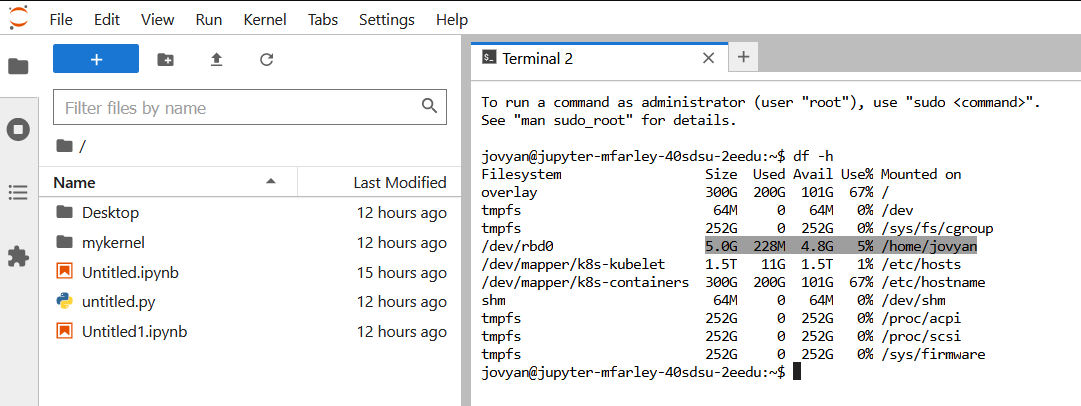 File Edit View Run Kernel Tabs Settings Help
+
Filter files by name
/
Name Last Modified
Desktop 12 hours ago
mykernel 12 hours ago
Untitled.ipynb 15 hours ago
untitled.py 12 hours ago
Untitled1.ipynb 12 hours ago
$_ Terminal 2 × +
To run a command as administrator (user "root"), use "sudo <command>".
See "man sudo_root" for details.
jovyan@jupyter-mfarley-40sdsu-2eedu:~$ df -h
Filesystem Size Used Avail Use% Mounted on
overlay 300G 200G 101G 67% /
tmpfs 64M 0 64M 0% /dev
tmpfs 252G 0 252G 0% /sys/fs/cgroup
/dev/rbd0 5.0G 228M 4.8G 5% /home/jovyan
/dev/mapper/k8s-kubelet 1.5T 11G 1.5T 1% /etc/hosts
/dev/mapper/k8s-containers 300G 200G 101G 67% /etc/hostname
shm 64M 0 64M 0% /dev/shm
tmpfs 252G 0 252G 0% /proc/acpi
tmpfs 252G 0 252G 0% /proc/scsi
tmpfs 252G 0 252G 0% /sys/firmware
jovyan@jupyter-mfarley-40sdsu-2eedu:~$